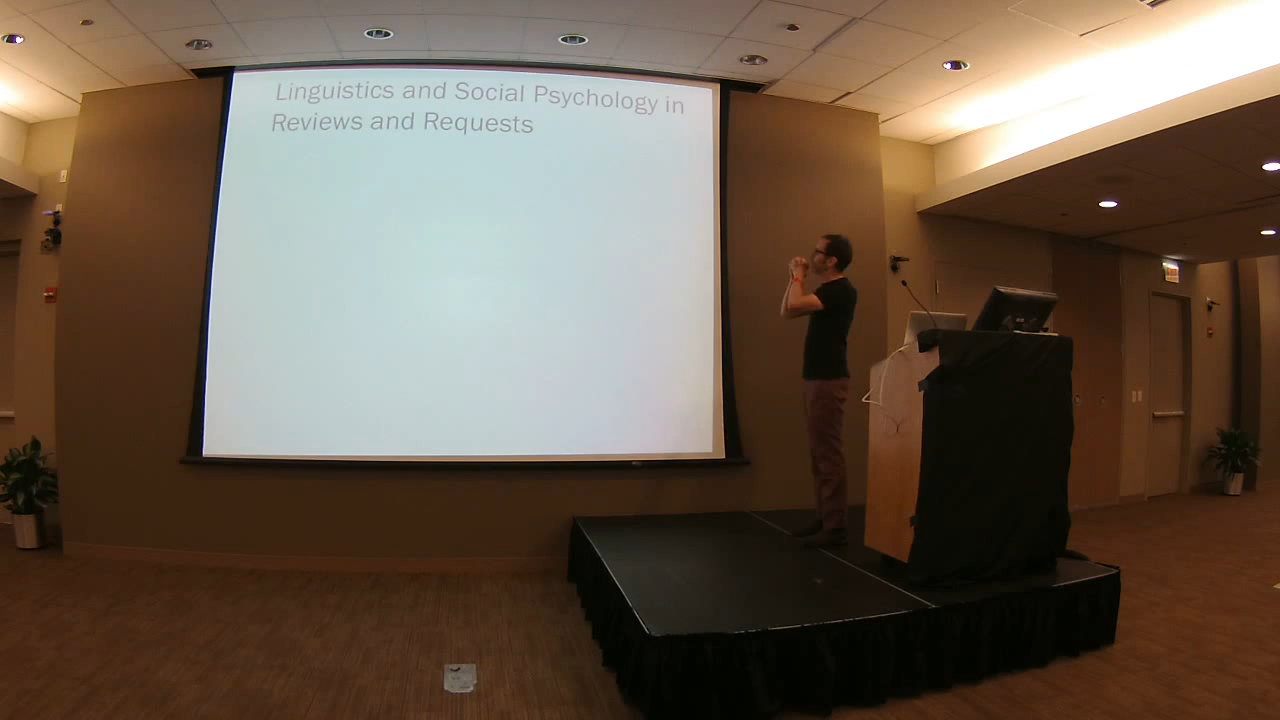 Linguistics and Social Psychology in
Reviews and Requests